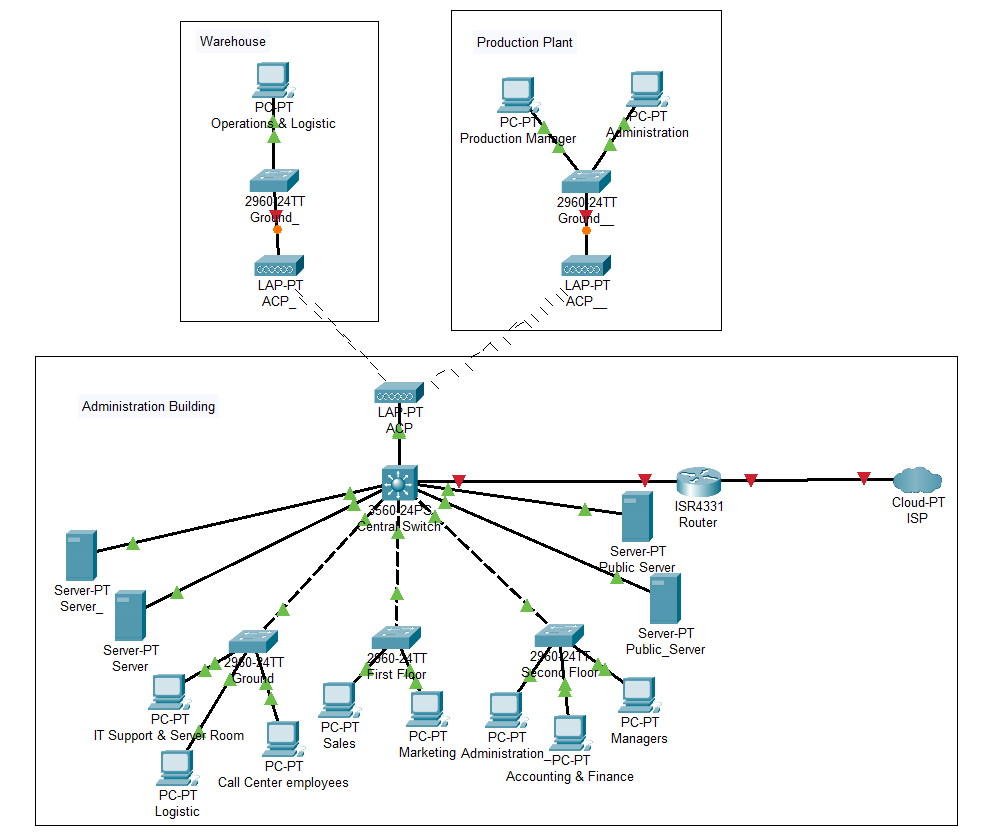 Warehouse
PC-PT
Operations & Logistic
2960-24TT
Ground_
LAP-PT
ACP_
Production Plant
PC-PT
Production Manager
PC-PT
Administration
2960-24TT
Ground__
LAP-PT
ACP__
Administration Building
LAP-PT
ACP
3560-24PS
Central Switch
ISR4331
Router
Cloud-PT
ISP
Server-PT
Public Server
Server-PT
Public_Server
Server-PT
Server_
Server-PT
Server
2960-24TT
Ground
2960-24TT
First Floor
2960-24TT
Second Floor
PC-PT
IT Support & Server Room
PC-PT
Logistic
PC-PT
Call Center employees
PC-PT
Sales
PC-PT
Marketing
PC-PT
Administration_
PC-PT
Accounting & Finance
PC-PT
Managers